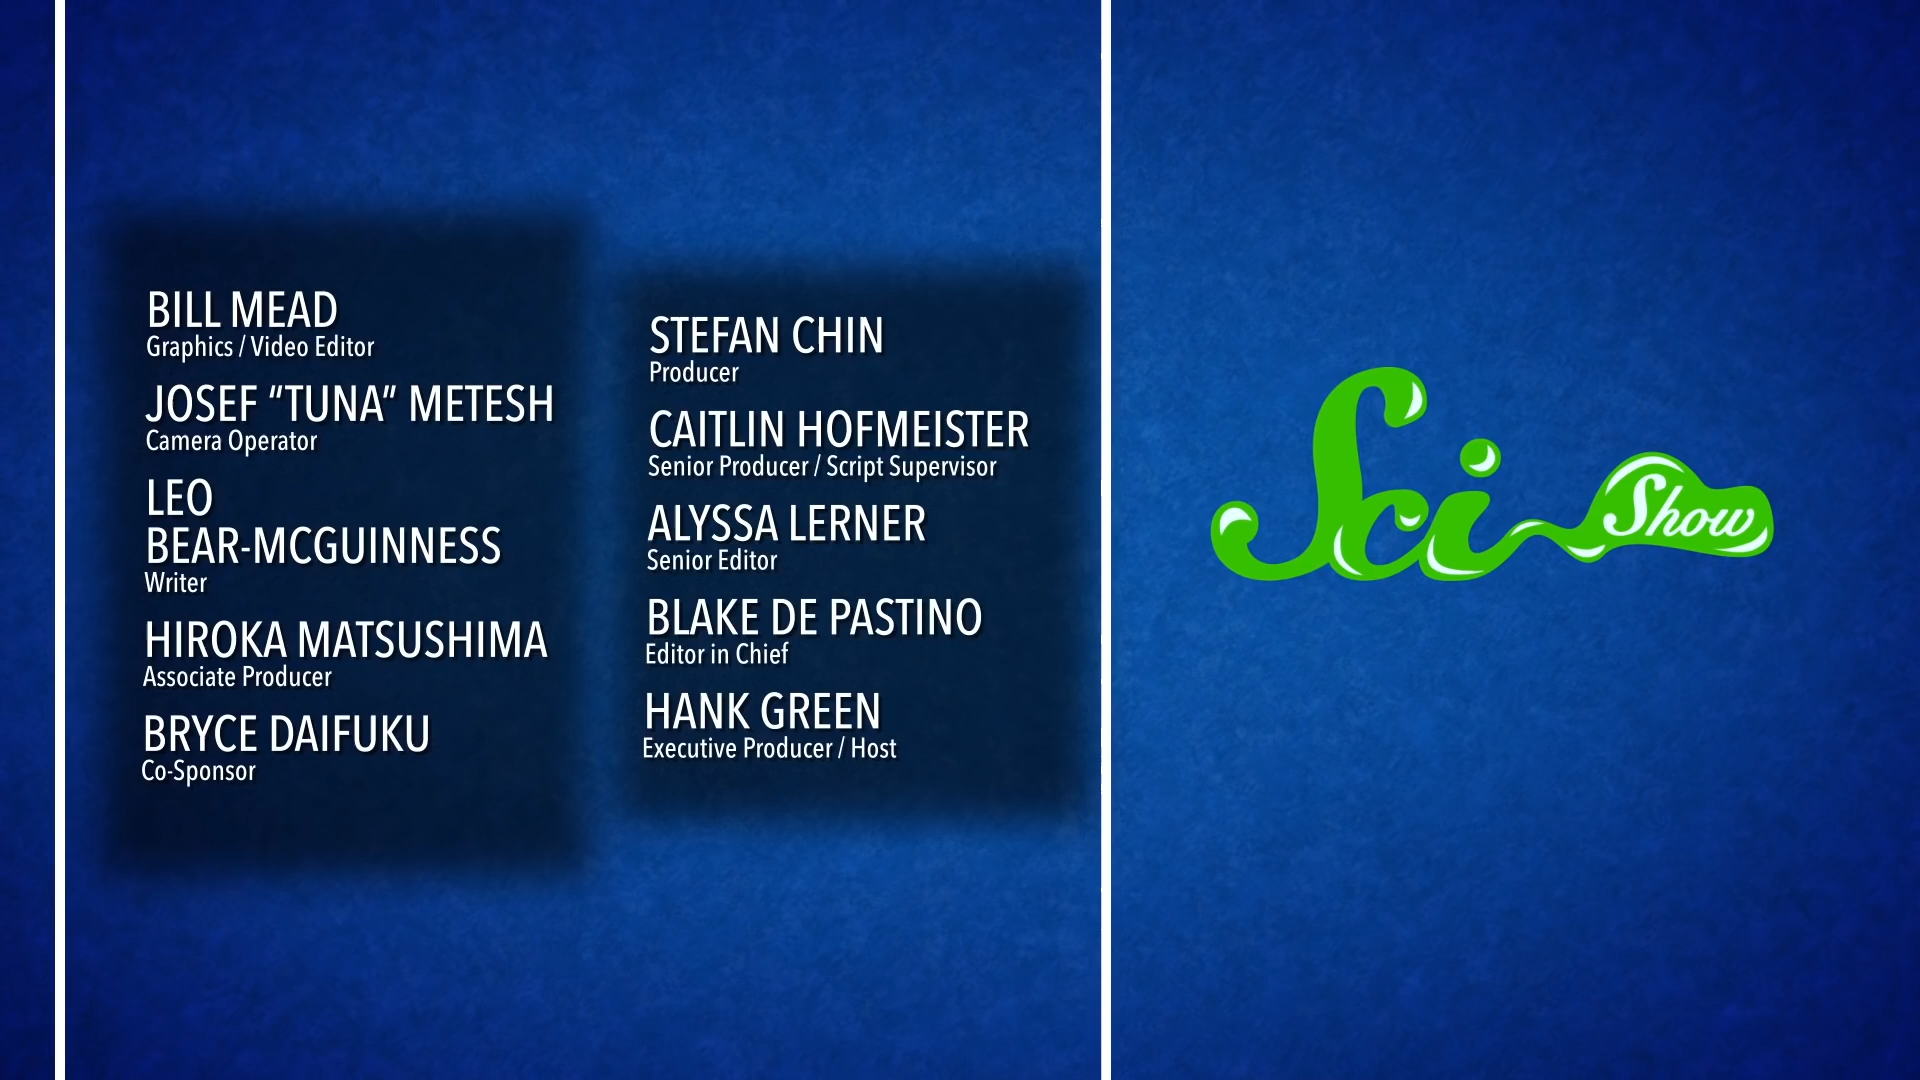 BILL MEAD
Graphics / Video Editor
JOSEF “TUNA” METESH
Camera Operator
LEO
BEAR-MCGUINNESS
Writer
HIROKA MATSUSHIMA
Associate Producer
BRYCE DAIFUKU
Co-Sponsor
STEFAN CHIN
Producer
CAITLIN HOFMEISTER
Senior Producer / Script Supervisor
ALYSSA LERNER
Senior Editor
BLAKE DE PASTINO
Editor in Chief
HANK GREEN
Executive Producer / Host
Sci Show